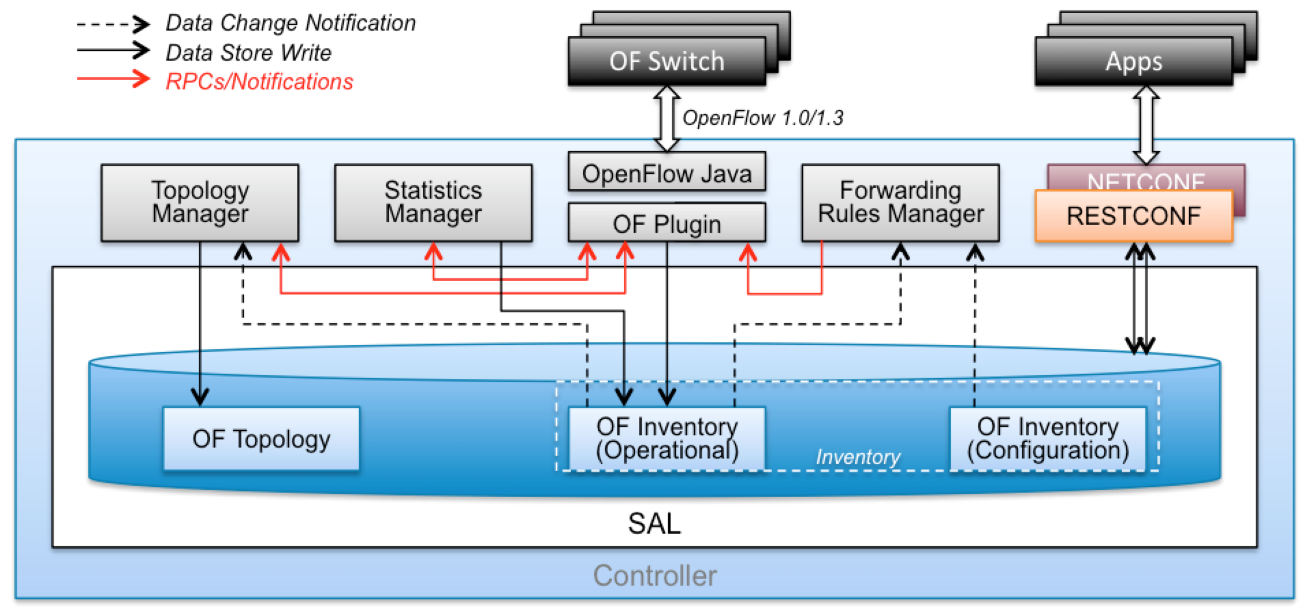 Data Change Notification
Data Store Write
RPCs/Notifications
OF Switch
Apps
OpenFlow 1.0/1.3
Topology
Manager
Statistics
Manager
OpenFlow Java
OF Plugin
Forwarding
Rules Manager
NETCONF
RESTCONF
OF Topology
OF Inventory
(Operational)
Inventory
OF Inventory
(Configuration)
SAL
Controller